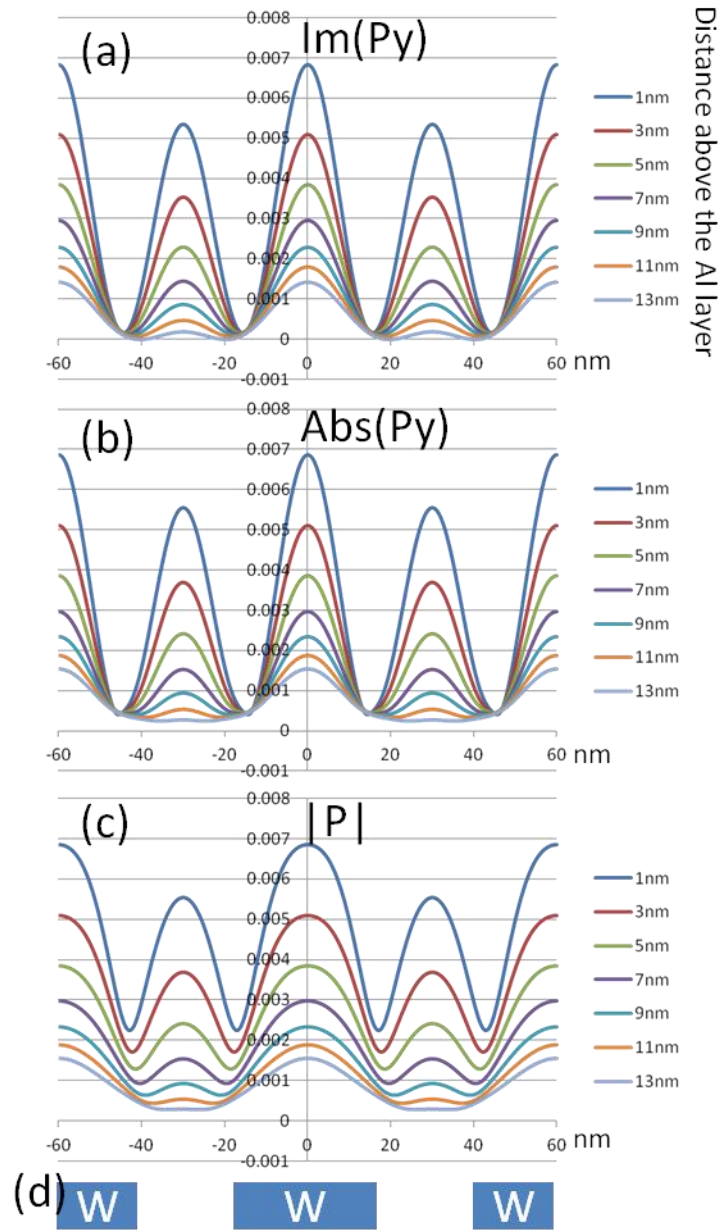 (a)
Im(Py)
0.008
0.007
0.006
0.005
0.004
0.003
0.002
0.001
0
-0.001
-60
-40
-20
0
20
40
60
nm
1nm
3nm
5nm
7nm
9nm
11nm
13nm
Distance above the Al layer
(b)
Abs(Py)
0.008
0.007
0.006
0.005
0.004
0.003
0.002
0.001
0
-0.001
-60
-40
-20
0
20
40
60
nm
1nm
3nm
5nm
7nm
9nm
11nm
13nm
(c)
|P|
0.008
0.007
0.006
0.005
0.004
0.003
0.002
0.001
0
-0.001
-60
-40
-20
0
20
40
60
nm
1nm
3nm
5nm
7nm
9nm
11nm
13nm
(d)
W
W
W